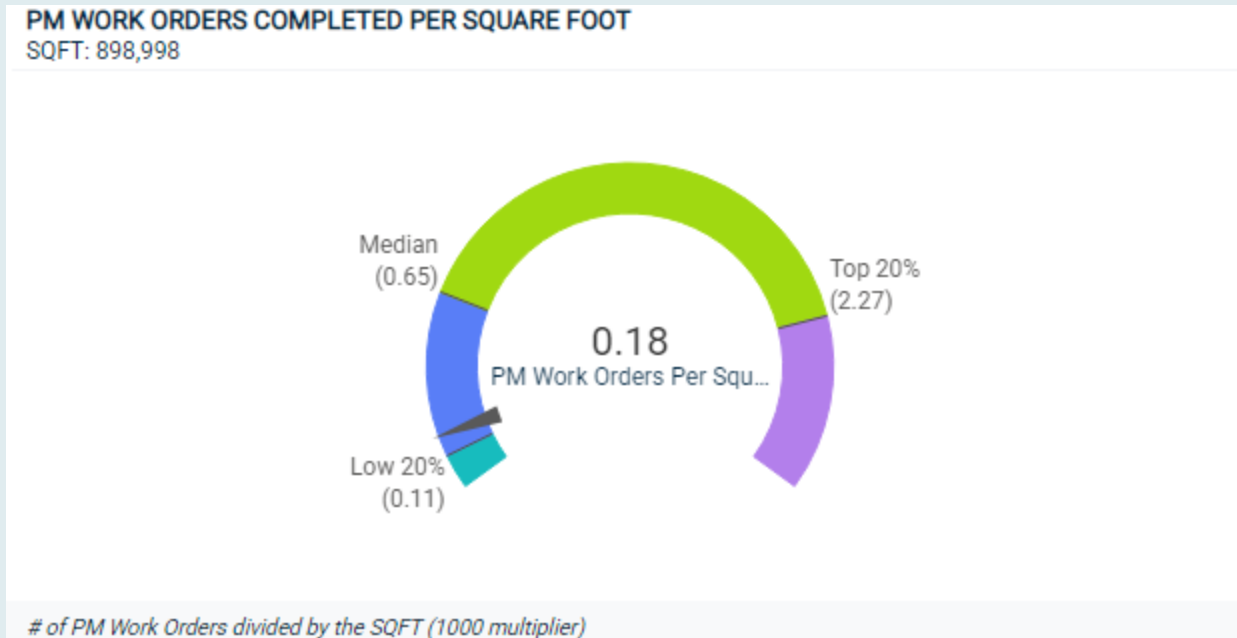 PM WORK ORDERS COMPLETED PER SQUARE FOOT
SQFT: 898,998
Median
(0.65)
Top 20%
(2.27)
0.18
PM Work Orders Per Squ...
Low 20%
(0.11)
# of PM Work Orders divided by the SQFT (1000 multiplier)